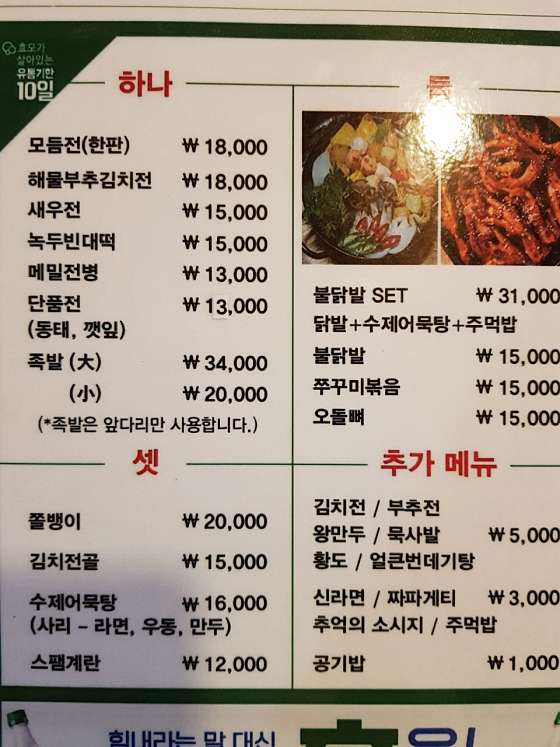 효모가
살아있는
유통기한
10일
하나
모듬전(한판) ₩ 18,000
해물부추김치전 ₩ 18,000
새우전 ₩ 15,000
녹두빈대떡 ₩ 15,000
메밀전병 ₩ 13,000
단품전 ₩ 13,000
(동태, 깻잎)
족발 (大) ₩ 34,000
(小) ₩ 20,000
(*족발은 앞다리만 사용합니다.)
불닭발 SET ₩ 31,000
닭발+수제어묵탕+주먹밥
불닭발 ₩ 15,000
쭈꾸미볶음 ₩ 15,000
오돌뼈 ₩ 15,000
셋
쫄뱅이 ₩ 20,000
김치전골 ₩ 15,000
수제어묵탕 ₩ 16,000
(사리 - 라면, 우동, 만두)
스팸계란 ₩ 12,000
추가 메뉴
김치전 / 부추전
왕만두 / 묵사발 ₩ 5,000
황도 / 얼큰번데기탕
신라면 / 짜파게티 ₩ 3,000
추억의 소시지 / 주먹밥
공기밥 ₩ 1,000
힘내라는 말 대신